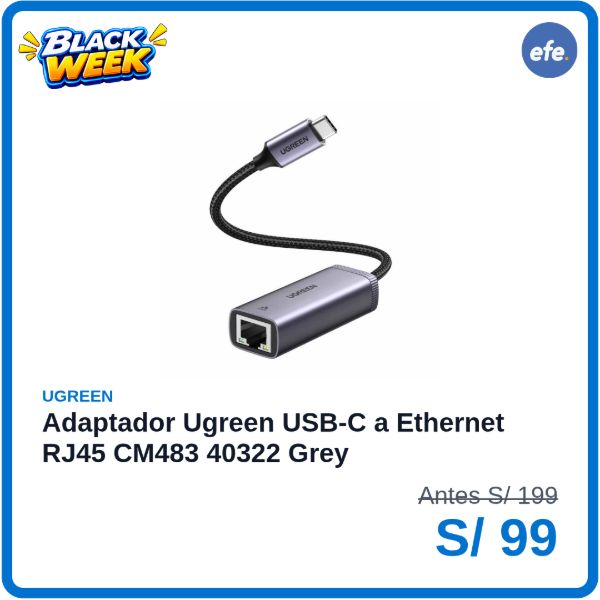 BLACK
WEEK
efe.
UGREEN
UGREEN
UGREEN
Adaptador Ugreen USB-C a Ethernet
RJ45 CM483 40322 Grey
Antes S/ 199
S/ 99